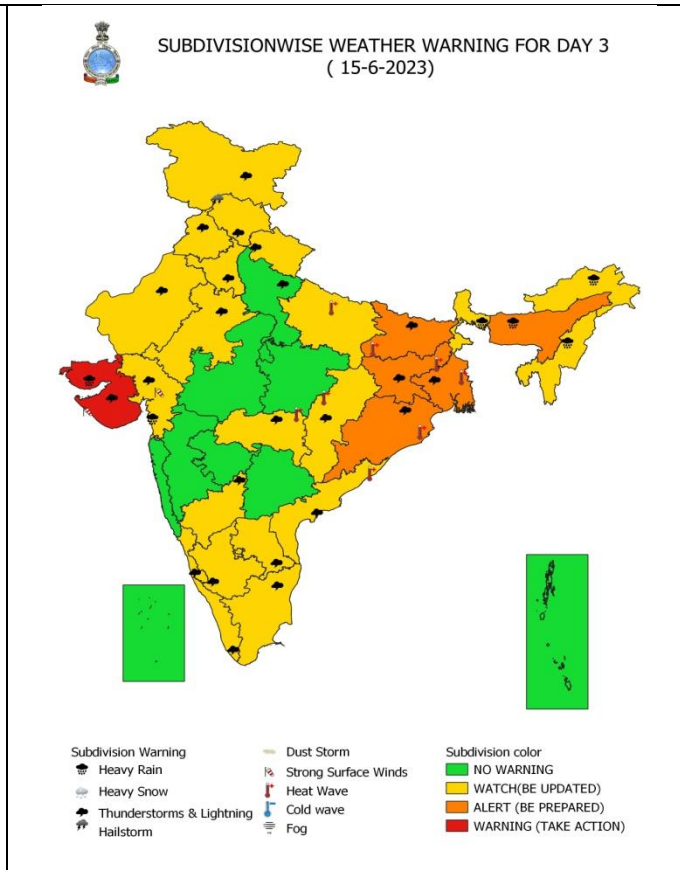 SUBDIVISIONWISE WEATHER WARNING FOR DAY 3
( 15-6-2023)
Subdivision Warning
Heavy Rain
Heavy Snow
Thunderstorms & Lightning
Hailstorm
Dust Storm
Strong Surface Winds
Heat Wave
Cold wave
Fog
Subdivision color
NO WARNING
WATCH(BE UPDATED)
ALERT (BE PREPARED)
WARNING (TAKE ACTION)